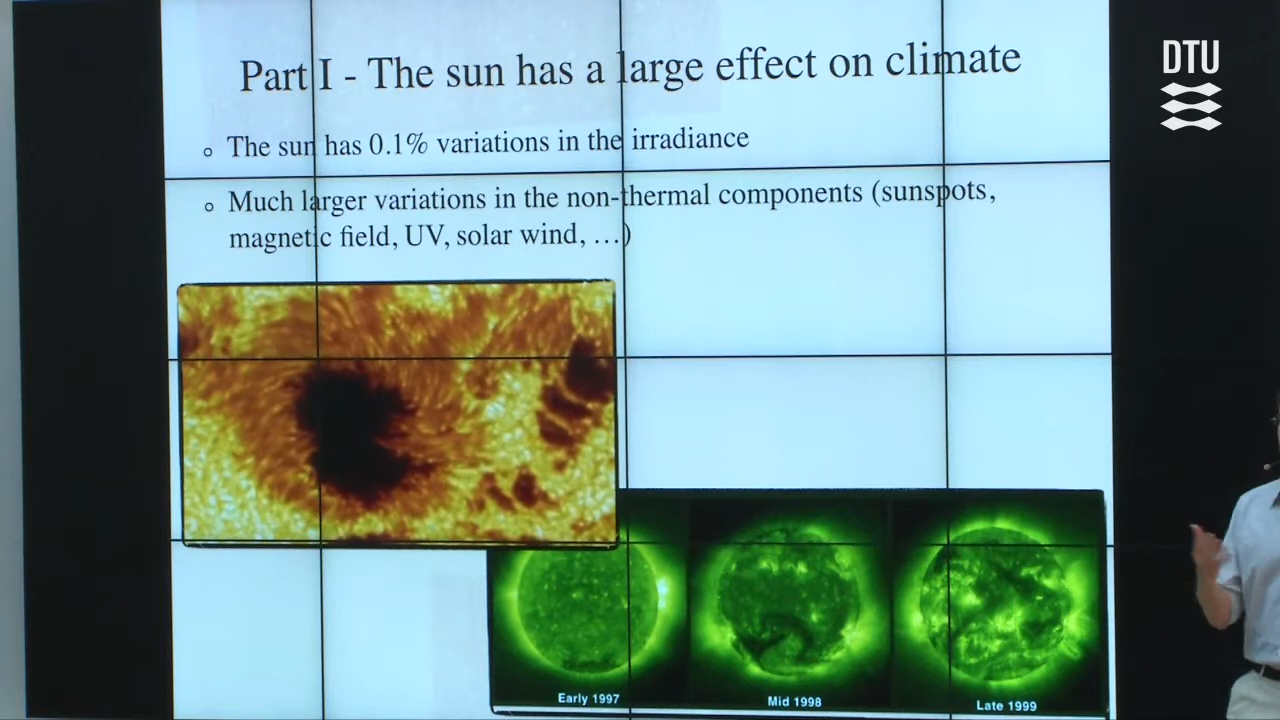 DTU
Part I - The sun has a large effect on climate
The sun has 0.1% variations in the irradiance
Much larger variations in the non-thermal components (sunspots,
magnetic field, UV, solar wind, …)
Early 1997
Mid 1998
Late 1999